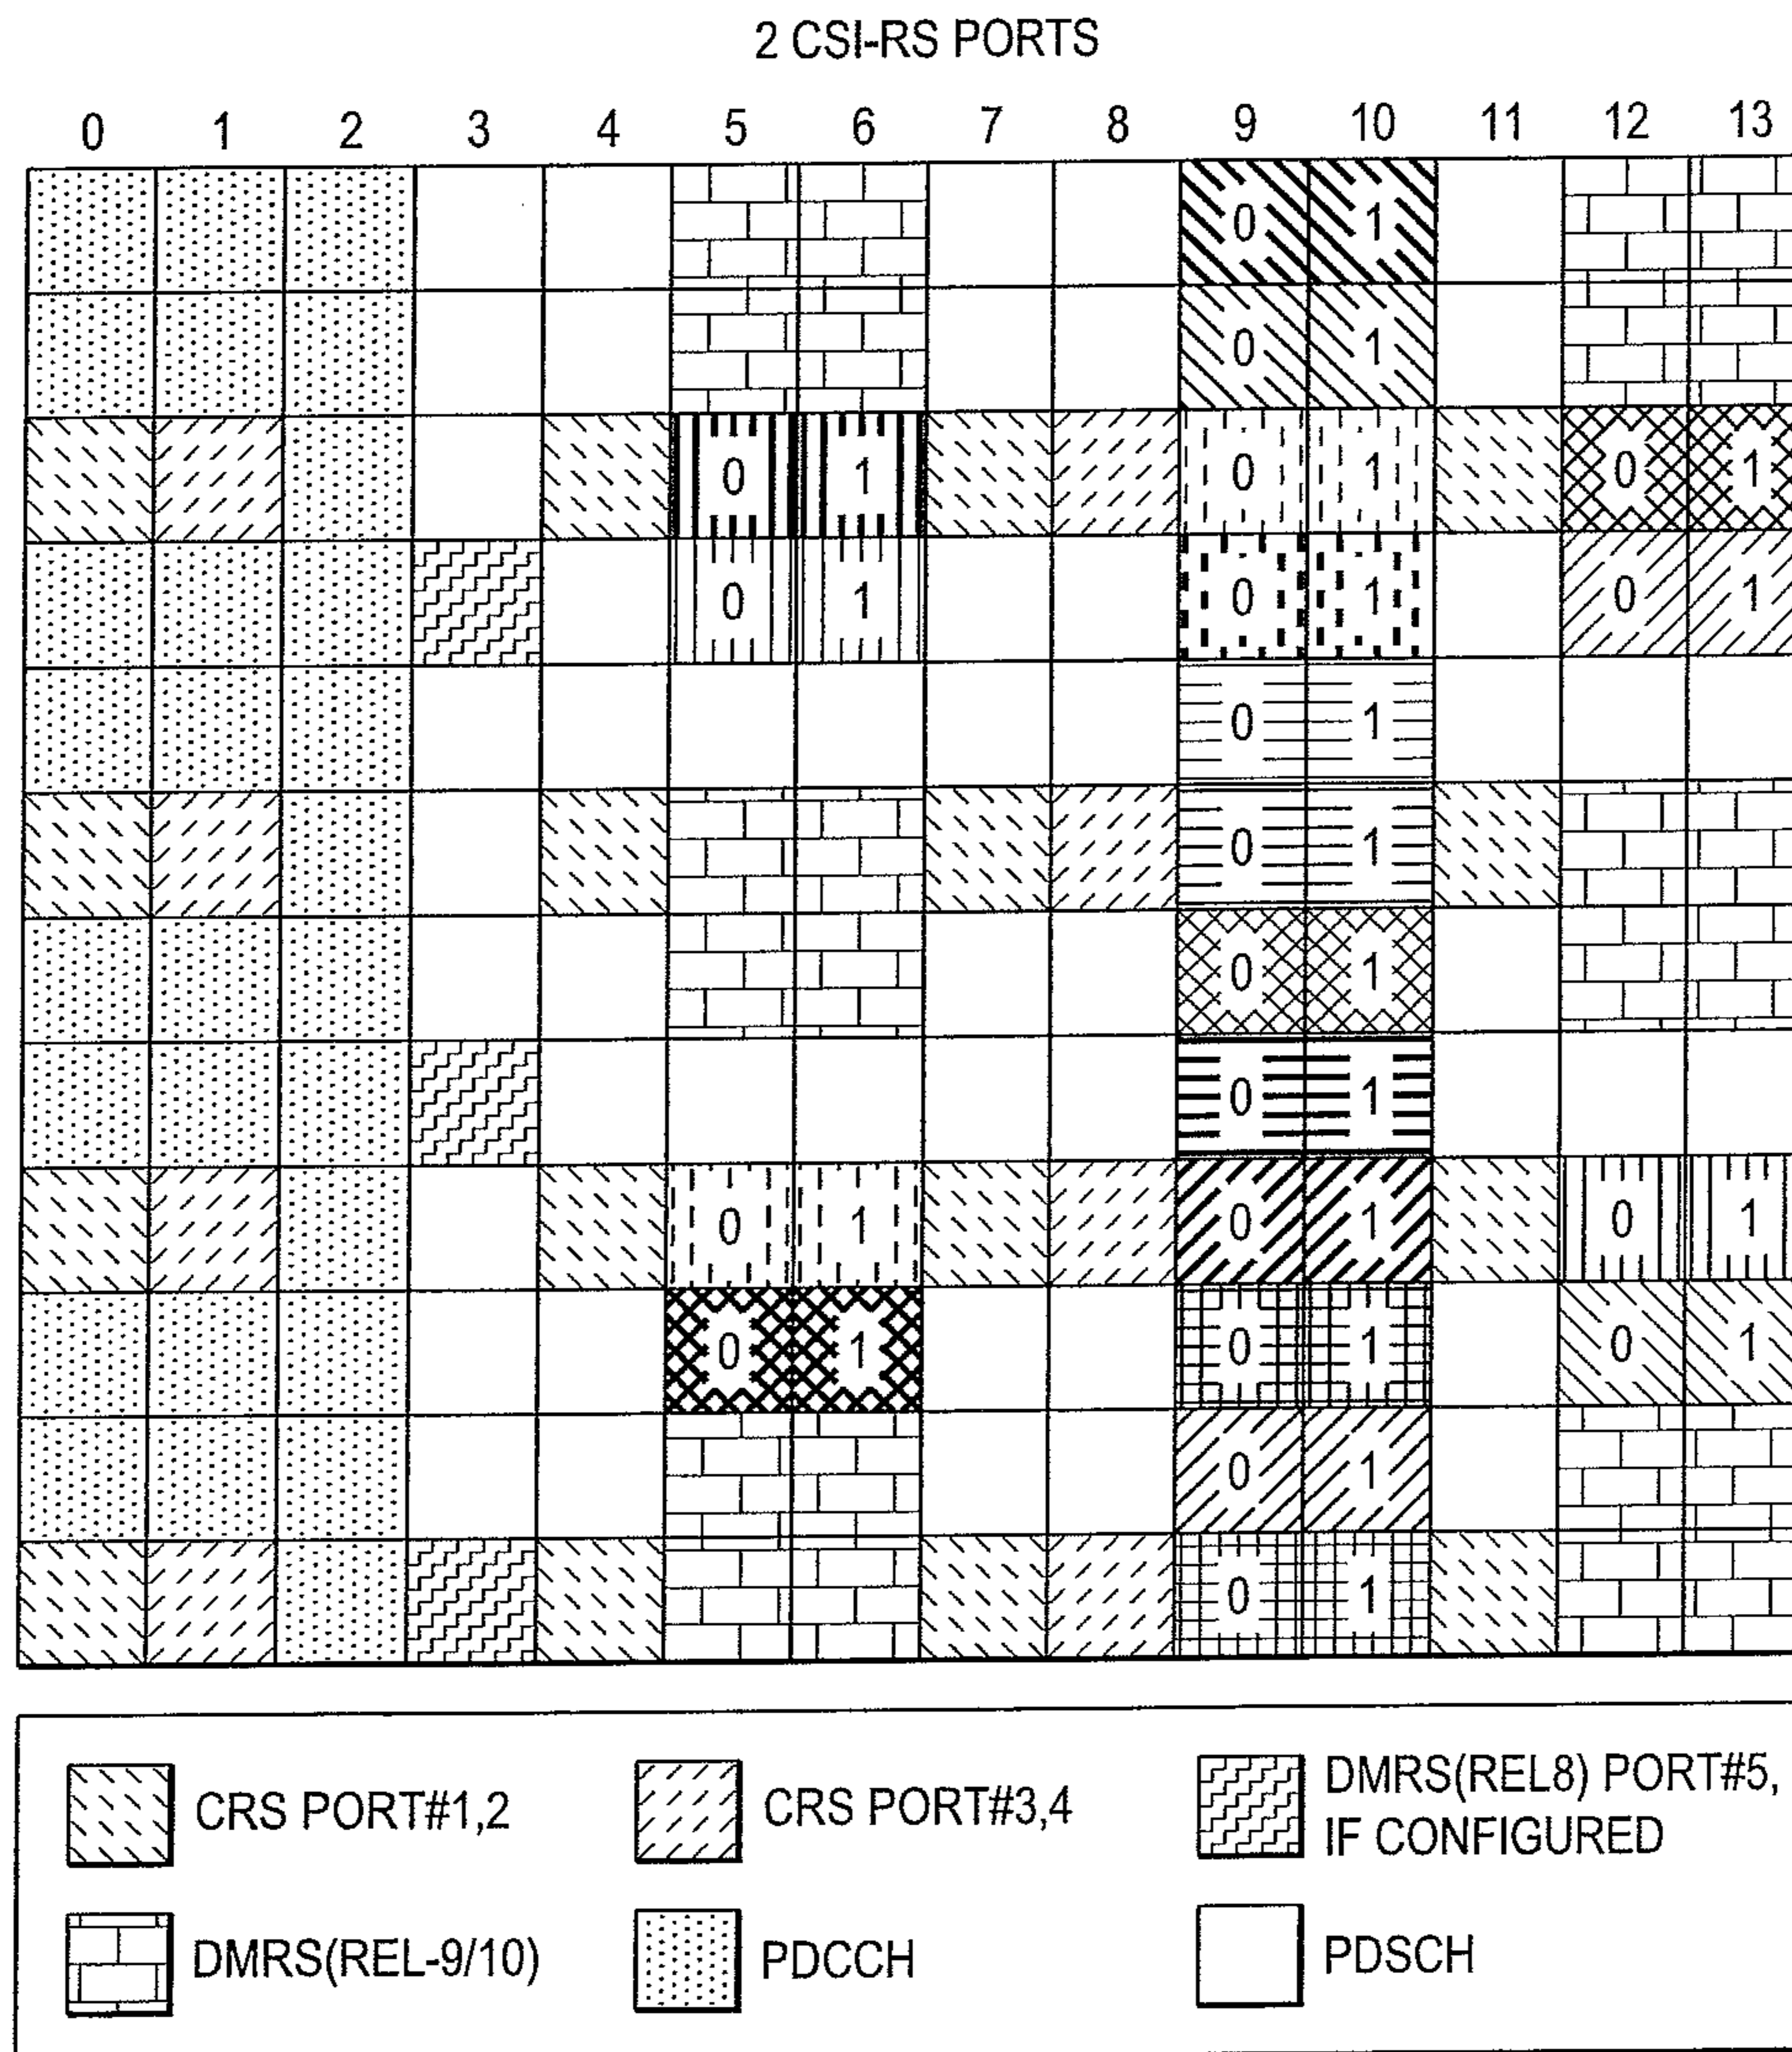 2 CSI-RS PORTS
0 1 2 3 4 5 6 7 8 9 10 11 12 13
0 1
0 1
0 1 0 1 0 1
0 1 0 1 0 1
0 1
0 1
0 1
0 1
0 1 0 1 0 1
0 1 0 1 0 1
0 1
0 1
CRS PORT#1,2 CRS PORT#3,4 DMRS(REL8) PORT#5,
IF CONFIGURED
DMRS(REL-9/10) PDCCH PDSCH